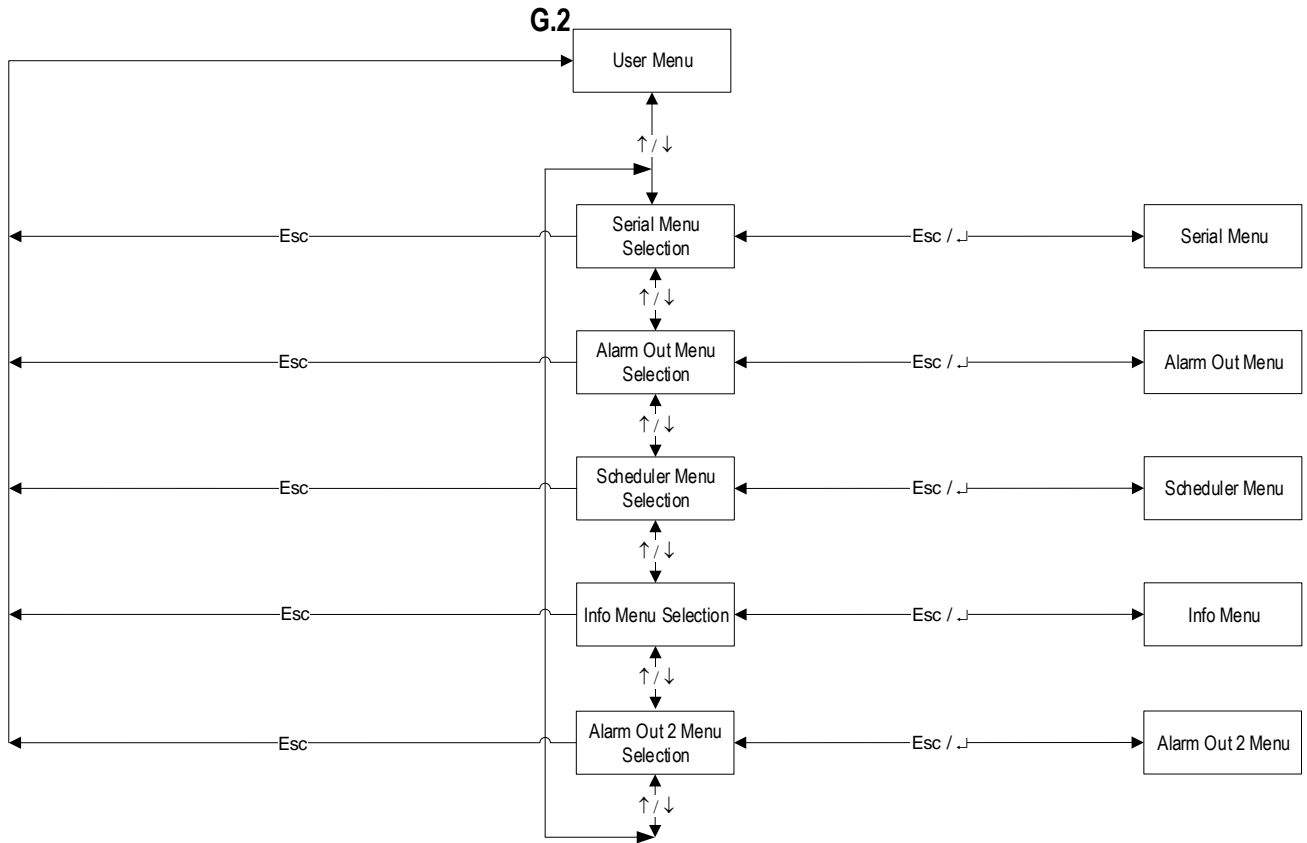 G.2
User Menu
↑ / ↓
Esc
Serial Menu
Selection
Esc / ↵
Serial Menu
↑ / ↓
Esc
Alarm Out Menu
Selection
Esc / ↵
Alarm Out Menu
↑ / ↓
Esc
Scheduler Menu
Selection
Esc / ↵
Scheduler Menu
↑ / ↓
Esc
Info Menu Selection
Esc / ↵
Info Menu
↑ / ↓
Esc
Alarm Out 2 Menu
Selection
Esc / ↵
Alarm Out 2 Menu
↑ / ↓